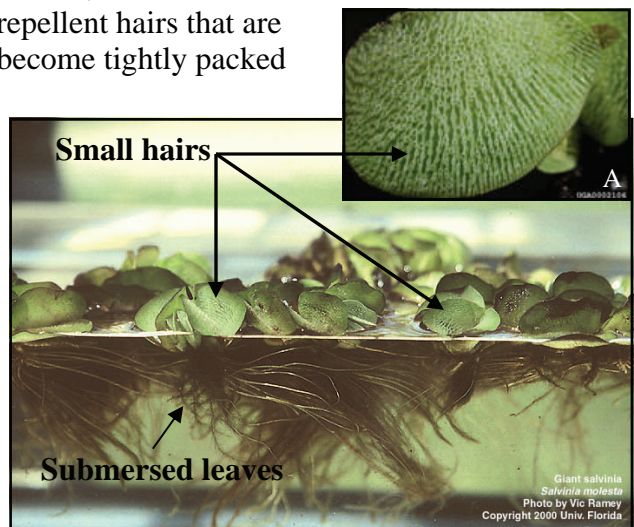 repellent hairs that are
become tightly packed
Small hairs
A
Submersed leaves
Giant salvinia
Salvinia molesta
Photo by Vic Ramey
Copyright 2000 Univ. Florida